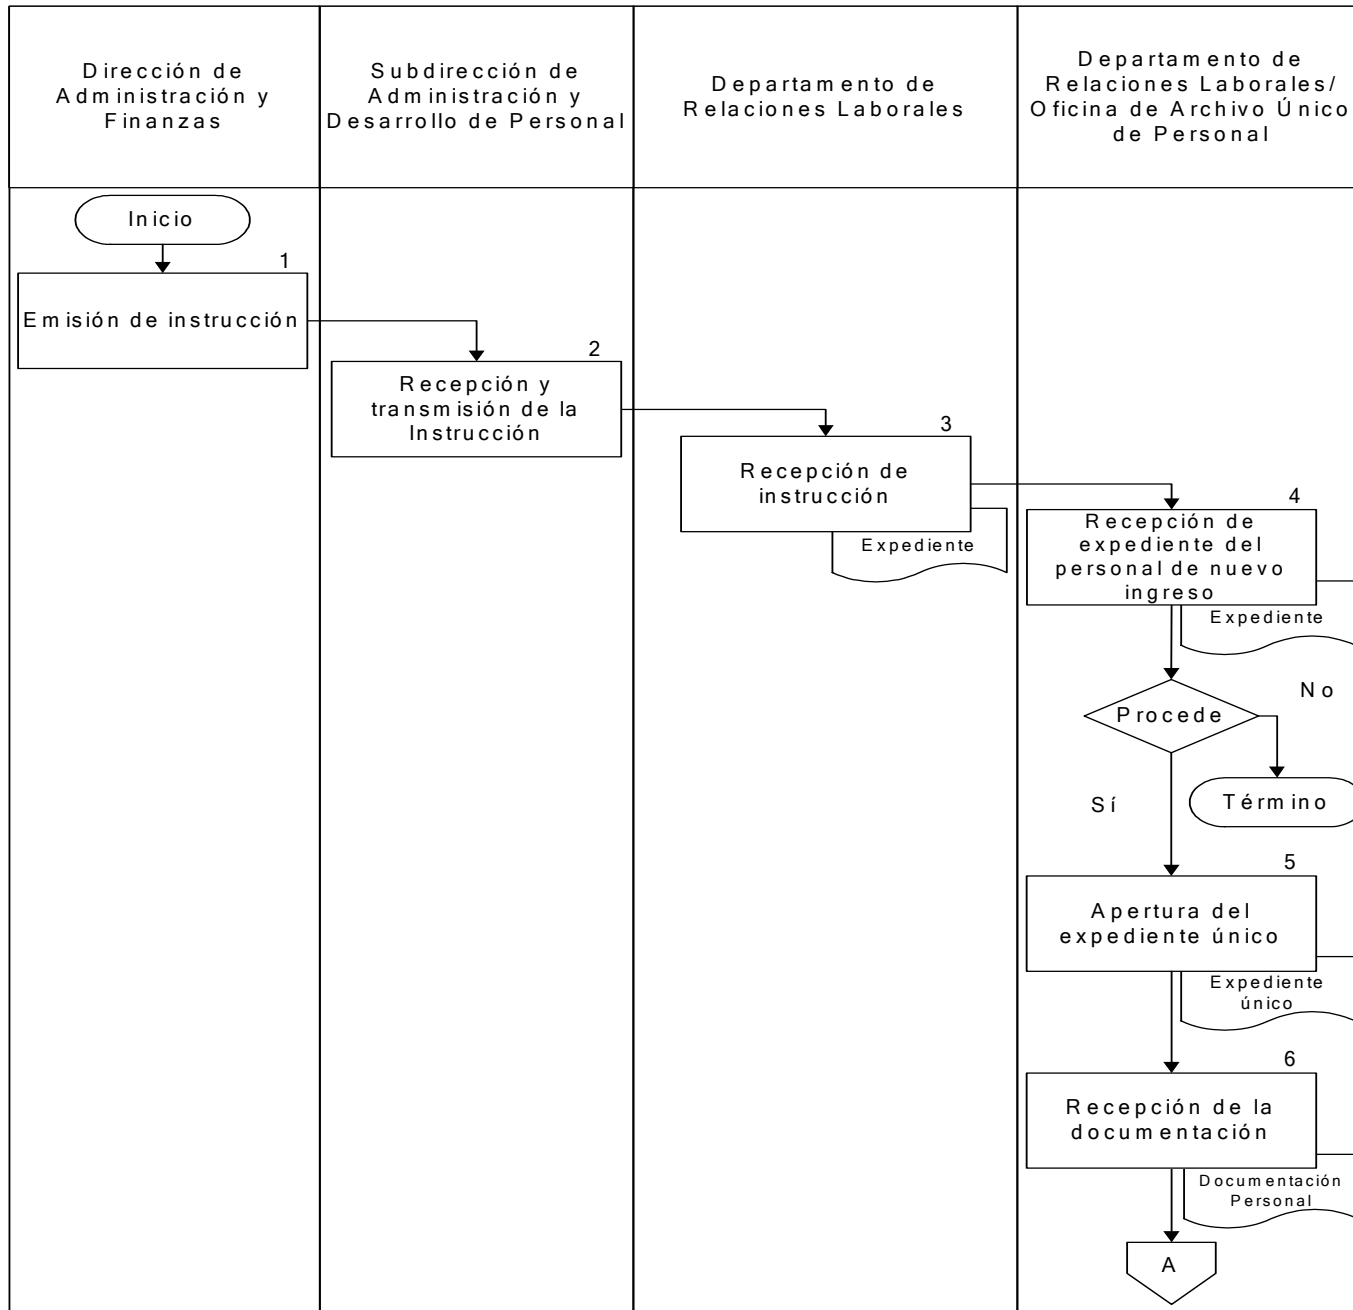 Dirección de
Administración y
Finanzas
Subdirección de
Administración y
Desarrollo de Personal
Departamento de
Relaciones Laborales
Departamento de
Relaciones Laborales/
Oficina de Archivo Único
de Personal
Inicio
1
Emisión de instrucción
2
Recepción y
transmisión de la
Instrucción
3
Recepción de
instrucción
Expediente
4
Recepción de
expediente del
personal de nuevo
ingreso
Expediente
No
Procede
Sí
Término
5
Apertura del
expediente único
Expediente
único
6
Recepción de la
documentación
Documentación
Personal
A